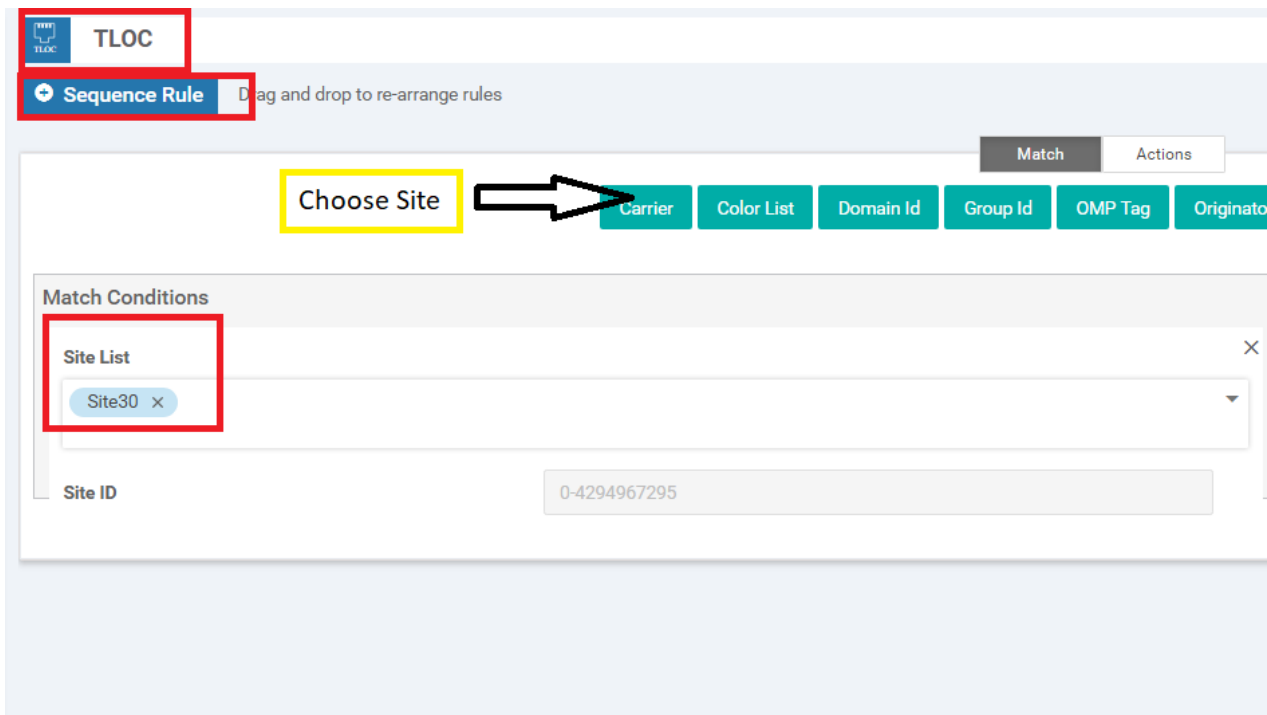 TLOC
TLOC
Sequence Rule Drag and drop to re-arrange rules
Match Actions
Choose Site
Carrier Color List Domain Id Group Id OMP Tag Originato
Match Conditions
Site List
Site30
Site ID 0-4294967295